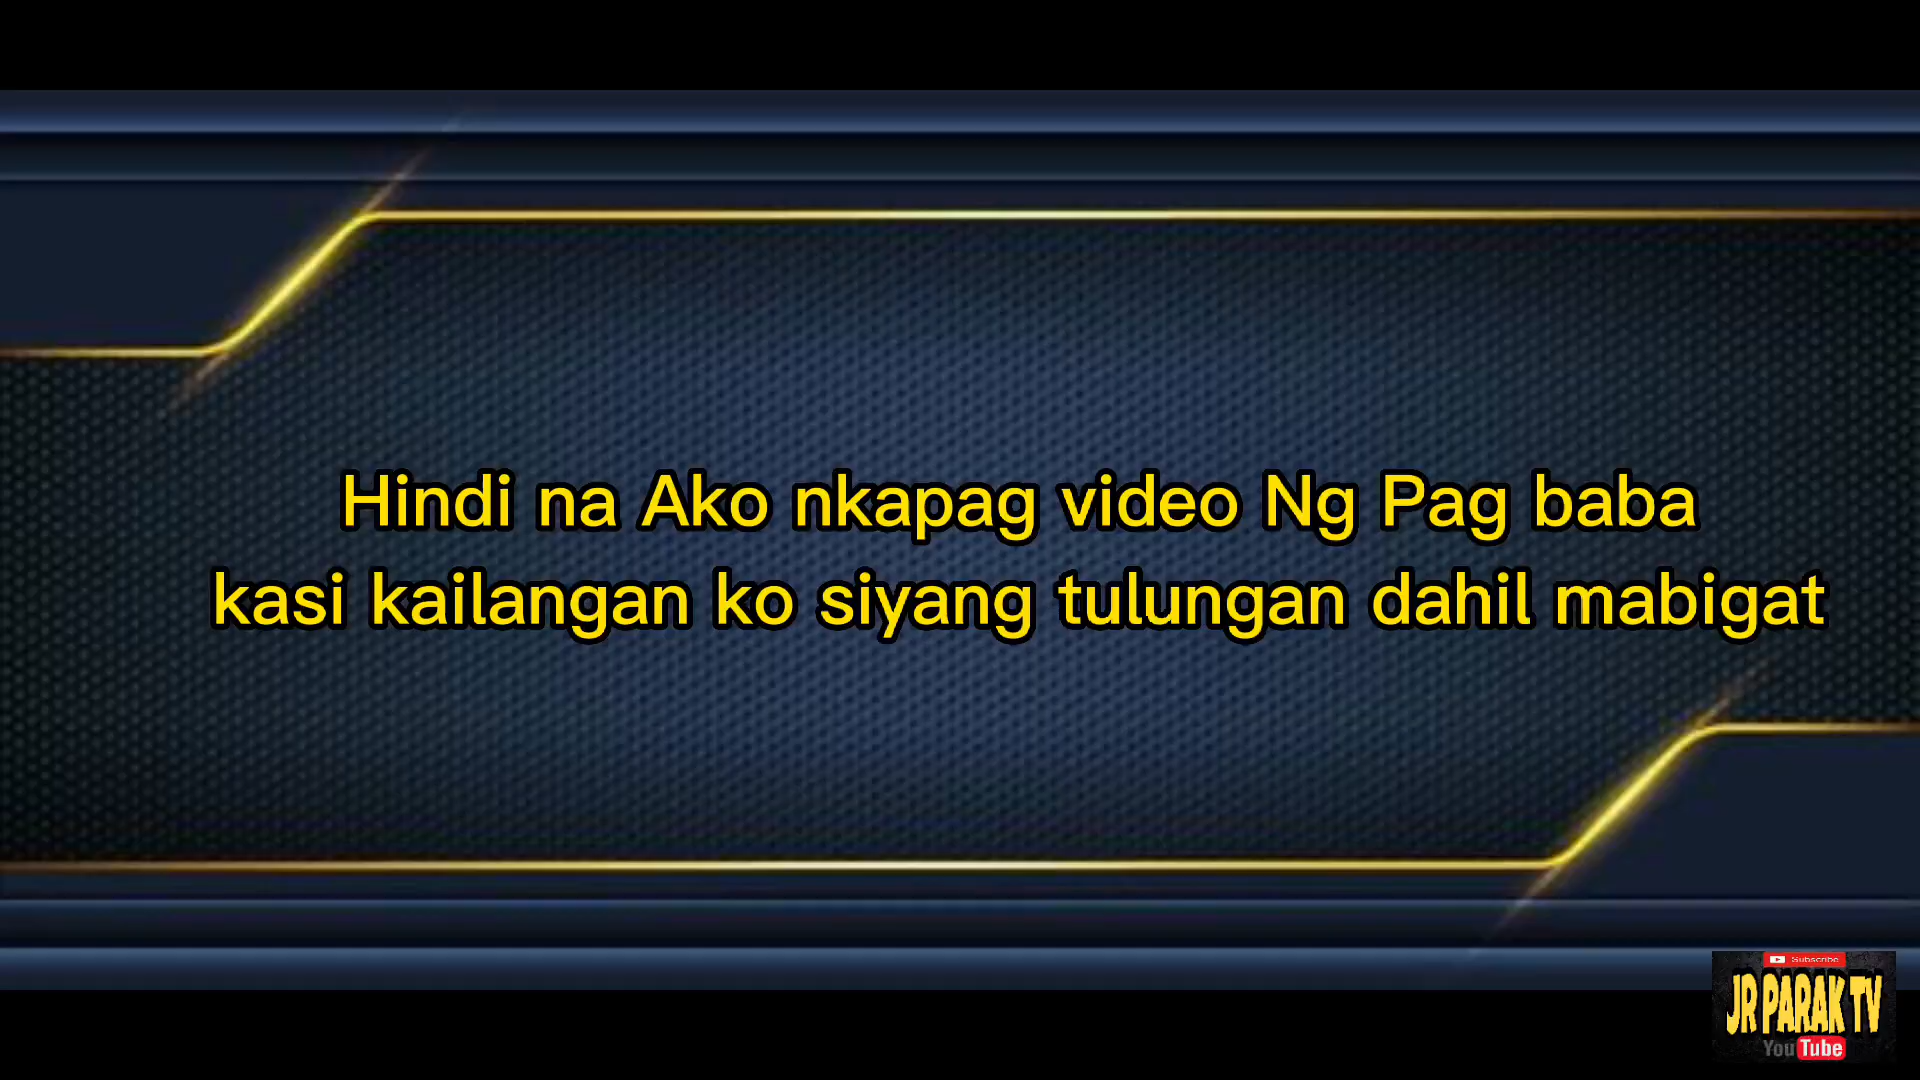 Hindi na Ako nkapag video Ng Pag baba
kasi kailangan ko siyang tulungan dahil mabigat
Subscribe
JR PARAK TV
YouTube